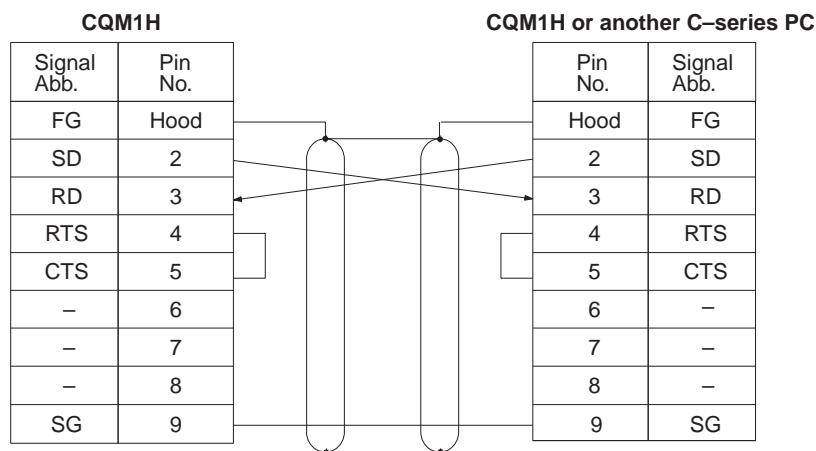 CQM1H
CQM1H or another C–series PC
Signal Abb. Pin No.
FG Hood
SD 2
RD 3
RTS 4
CTS 5
– 6
– 7
– 8
SG 9
Pin No. Signal Abb.
Hood FG
2 SD
3 RD
4 RTS
5 CTS
6 –
7 –
8 –
9 SG